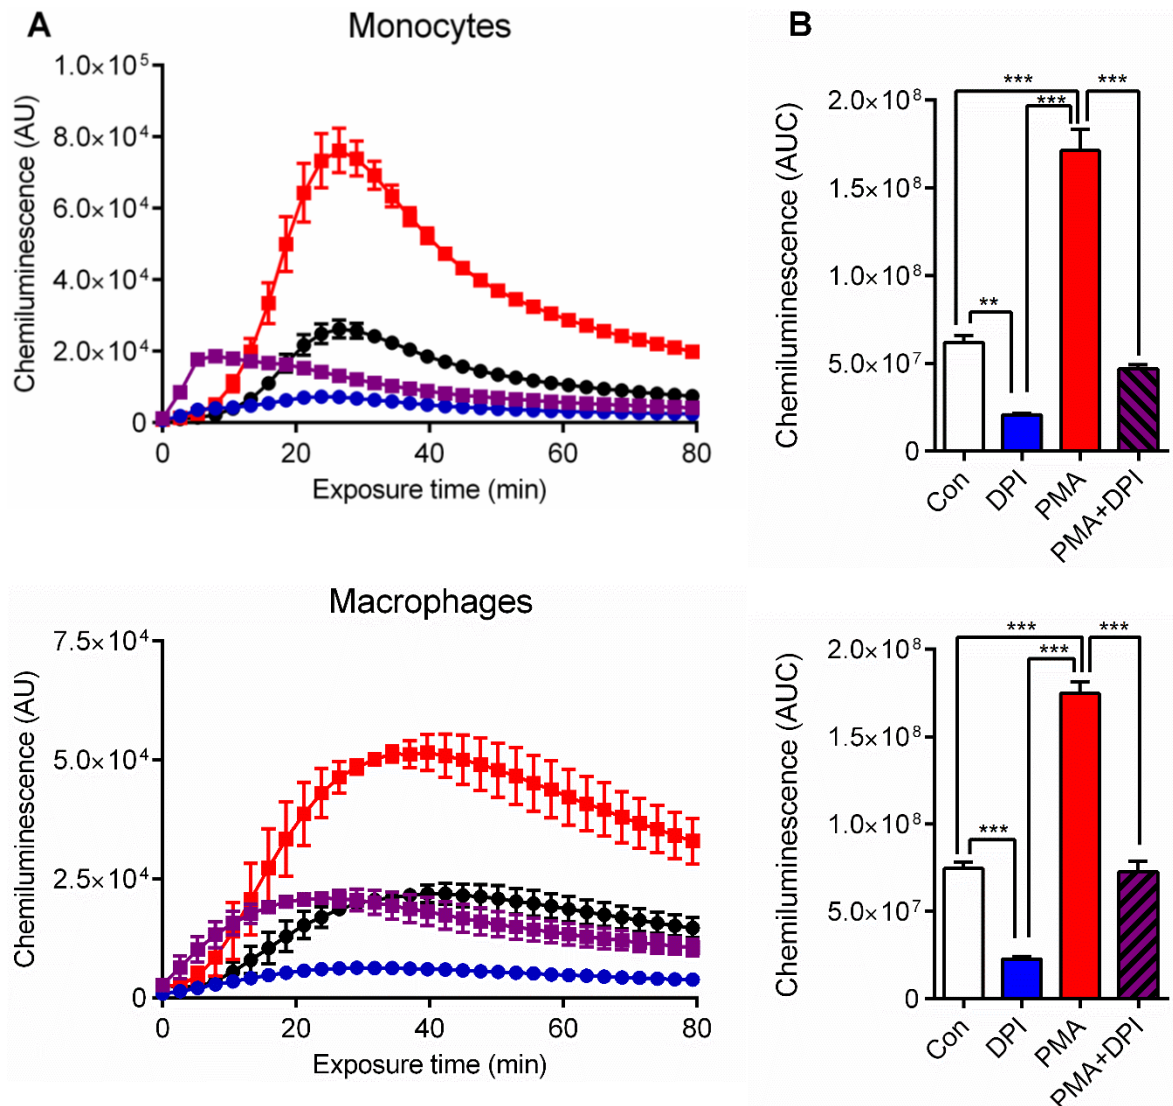 A
Monocytes
Chemiluminescence (AU)
1.0×10⁵
8.0×10⁴
6.0×10⁴
4.0×10⁴
2.0×10⁴
0
0 20 40 60 80
Exposure time (min)
B
Chemiluminescence (AUC)
2.0×10⁸
1.5×10⁸
1.0×10⁸
5.0×10⁷
0
*** ***
***
**
Con DPI PMA PMA+DPI
Macrophages
Chemiluminescence (AU)
7.5×10⁴
5.0×10⁴
2.5×10⁴
0
0 20 40 60 80
Exposure time (min)
Chemiluminescence (AUC)
2.0×10⁸
1.5×10⁸
1.0×10⁸
5.0×10⁷
0
*** ***
***
***
Con DPI PMA PMA+DPI